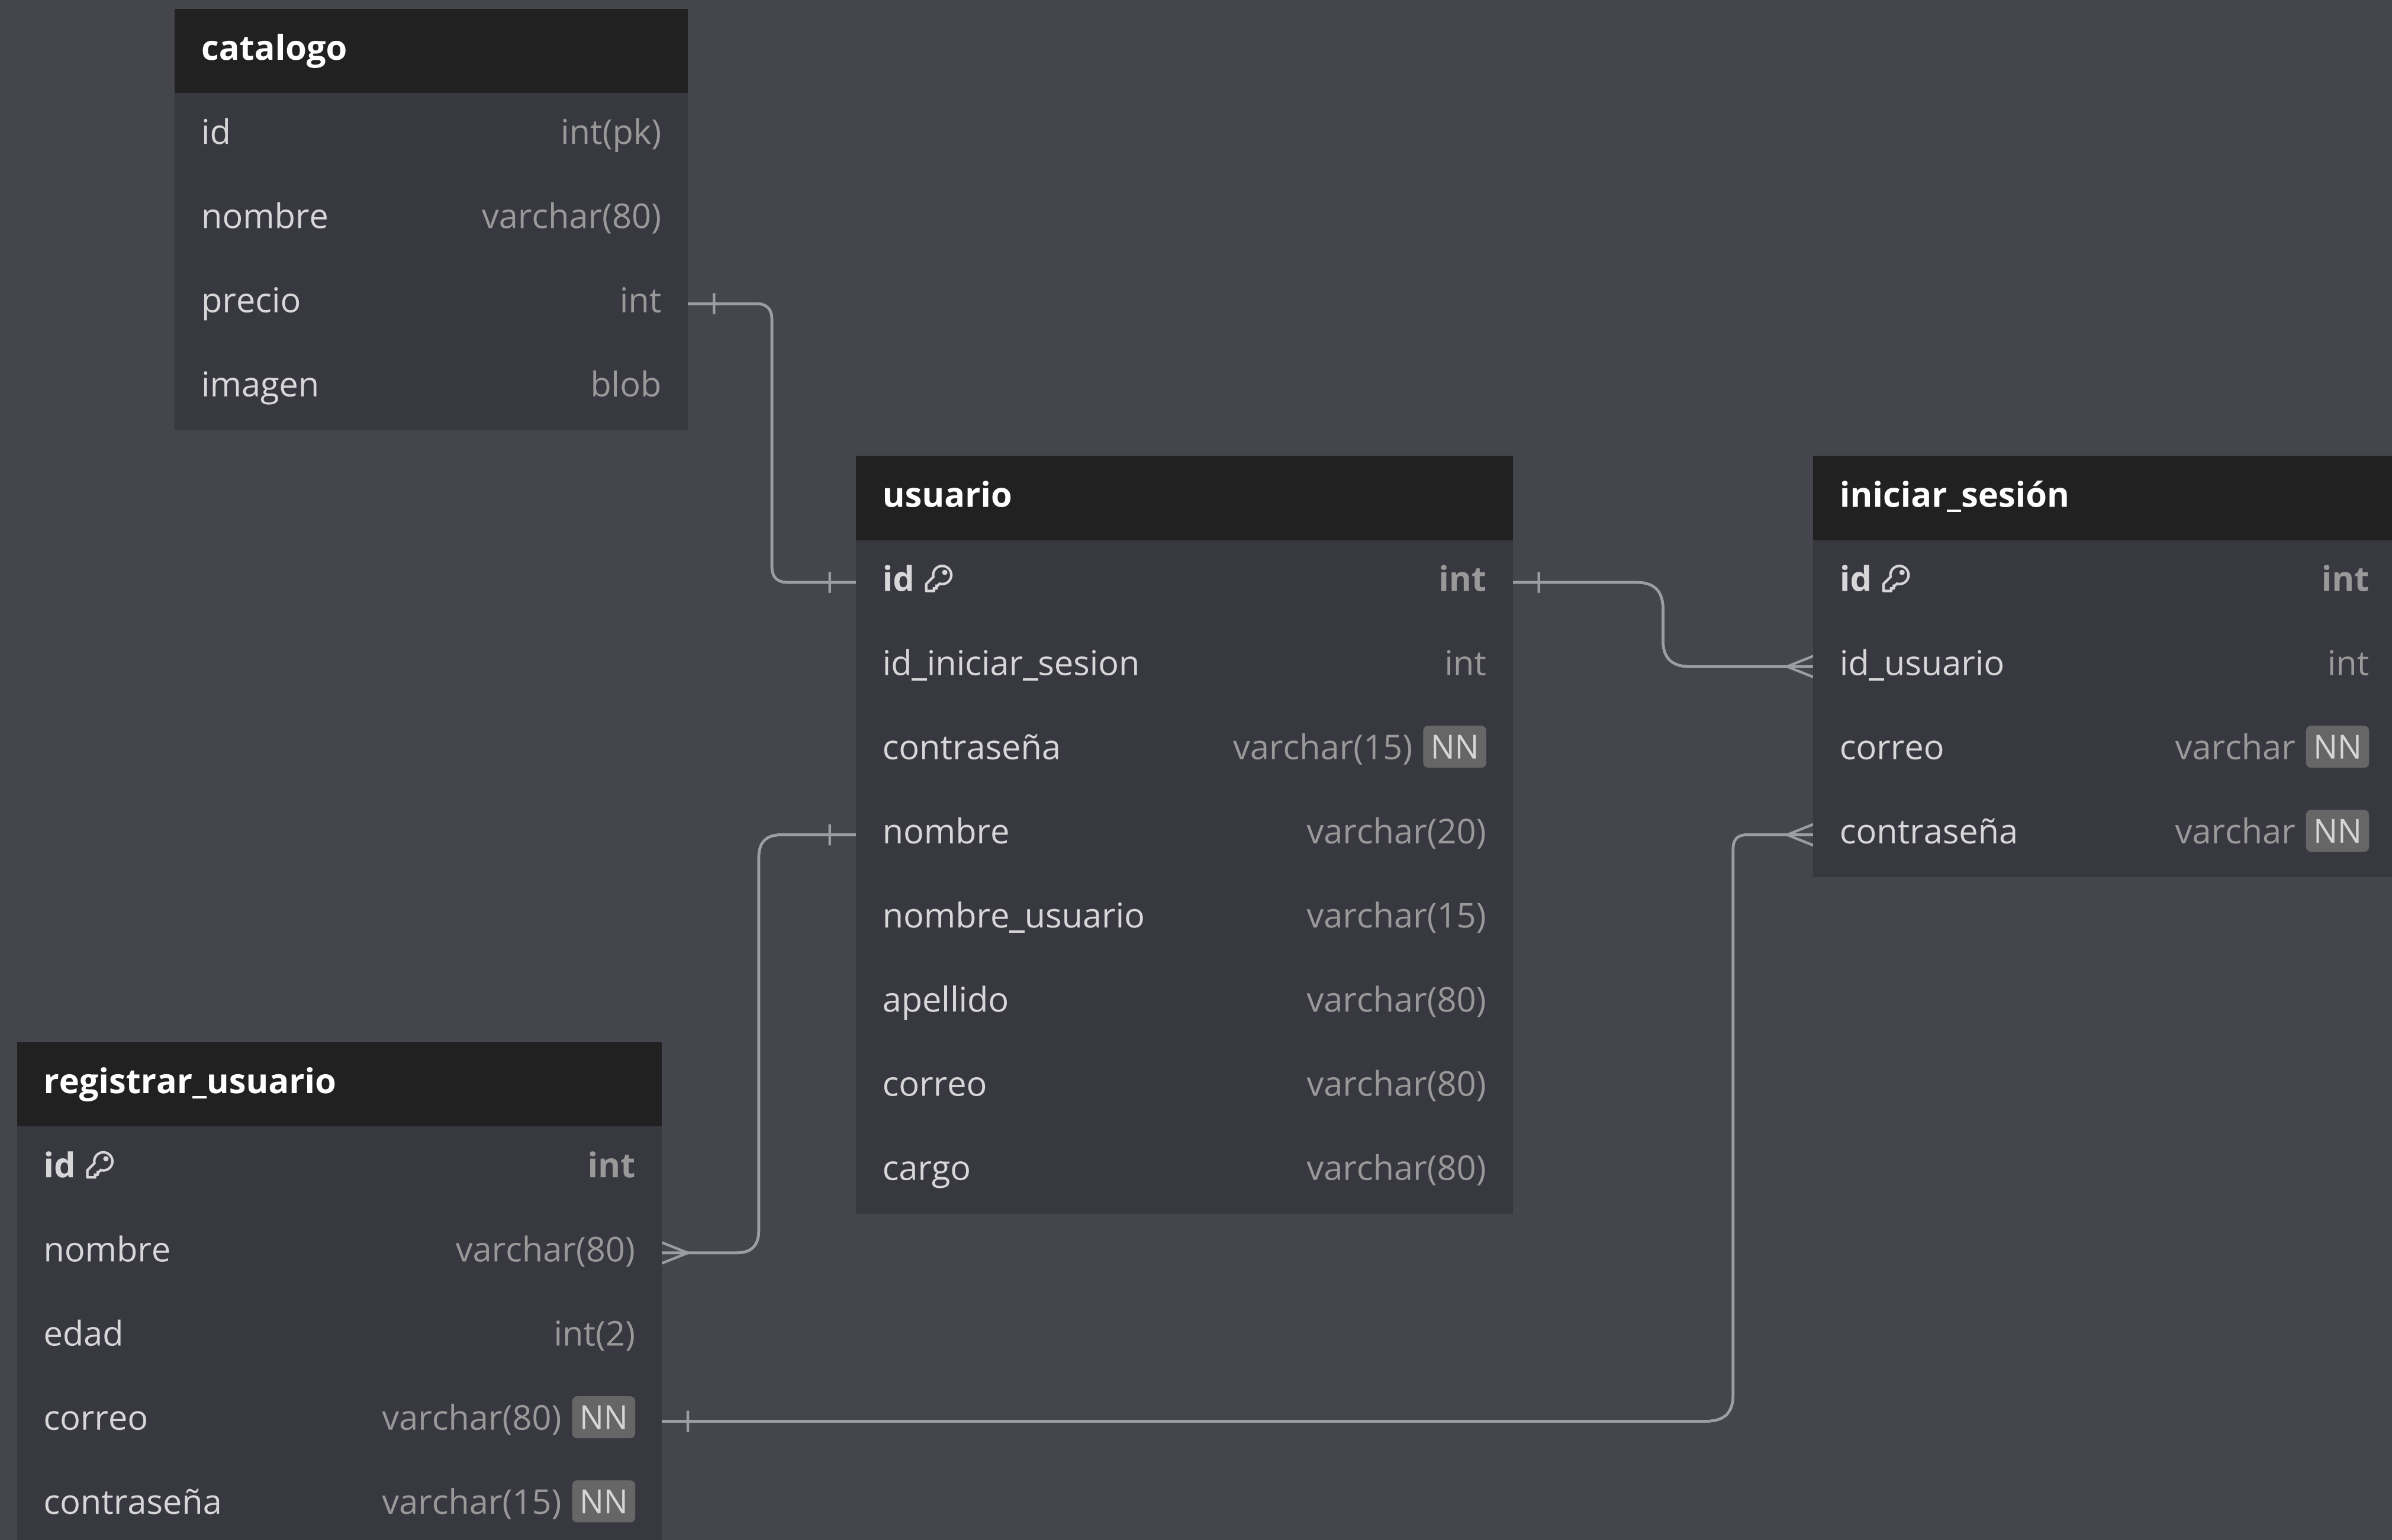 catalogo
id int(pk)
nombre varchar(80)
precio int
imagen blob
usuario
id int
id_iniciar_sesion int
contraseña varchar(15) NN
nombre varchar(20)
nombre_usuario varchar(15)
apellido varchar(80)
correo varchar(80)
cargo varchar(80)
iniciar_sesión
id int
id_usuario int
correo varchar NN
contraseña varchar NN
registrar_usuario
id int
nombre varchar(80)
edad int(2)
correo varchar(80) NN
contraseña varchar(15) NN